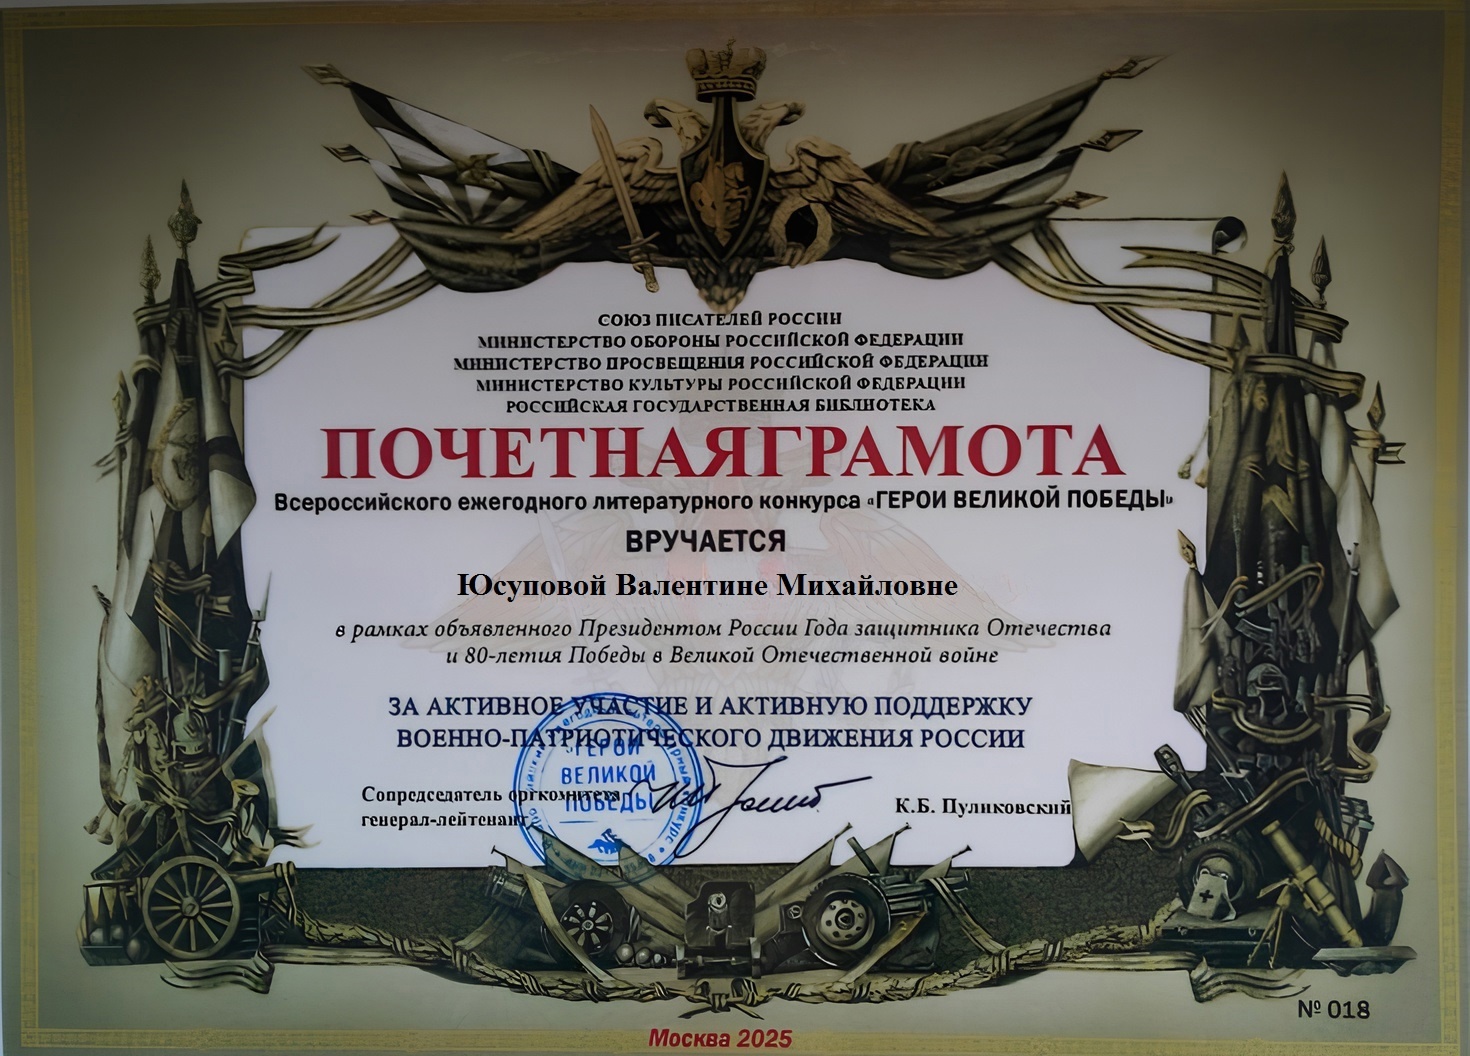 СОЮЗ ПИСАТЕЛЕЙ РОССИИ
МИНИСТЕРСТВО ОБОРОНЫ РОССИЙСКОЙ ФЕДЕРАЦИИ
МИНИСТЕРСТВО ПРОСВЕЩЕНИЯ РОССИЙСКОЙ ФЕДЕРАЦИИ
МИНИСТЕРСТВО КУЛЬТУРЫ РОССИЙСКОЙ ФЕДЕРАЦИИ
РОССИЙСКАЯ ГОСУДАРСТВЕННАЯ БИБЛИОТЕКА
ПОЧЕТНАЯ ГРАМОТА
Всероссийского ежегодного литературного конкурса «ГЕРОИ ВЕЛИКОЙ ПОБЕДЫ»
ВРУЧАЕТСЯ
Юсуповой Валентине Михайловне
в рамках объявленного Президентом России Года защитника Отечества
и 80-летия Победы в Великой Отечественной войне
ЗА АКТИВНОЕ УЧАСТИЕ И АКТИВНУЮ ПОДДЕРЖКУ
ВОЕННО-ПАТРИОТИЧЕСКОГО ДВИЖЕНИЯ РОССИИ
ГЕРОИ
ВЕЛИКОЙ
ПОБЕДЫ
Сопредседатель оргкомитета
генерал-лейтенант
К.Б. Пуликовский
№ 018
Москва 2025